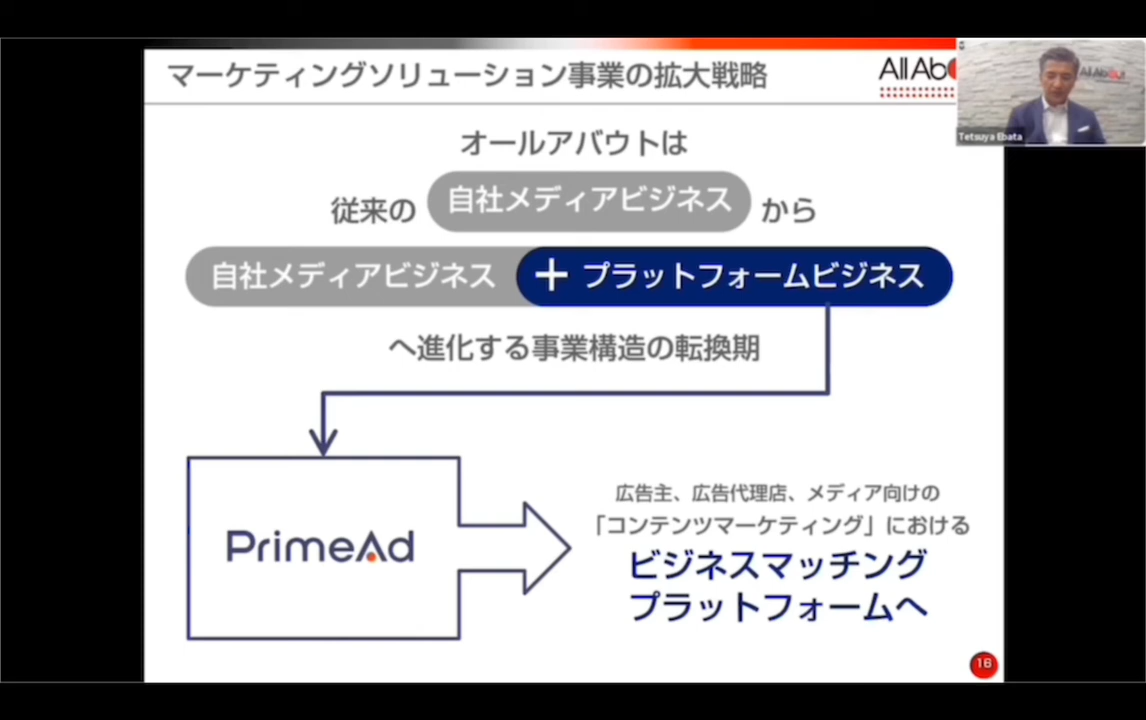 マーケティングソリューション事業の拡大戦略
All Ab
All About
Tetsuya Ebata
オールアバウトは
従来の 自社メディアビジネス から
自社メディアビジネス ＋ プラットフォームビジネス
へ進化する事業構造の転換期
PrimeAd
広告主、広告代理店、メディア向けの
「コンテンツマーケティング」における
ビジネスマッチング
プラットフォームへ
16